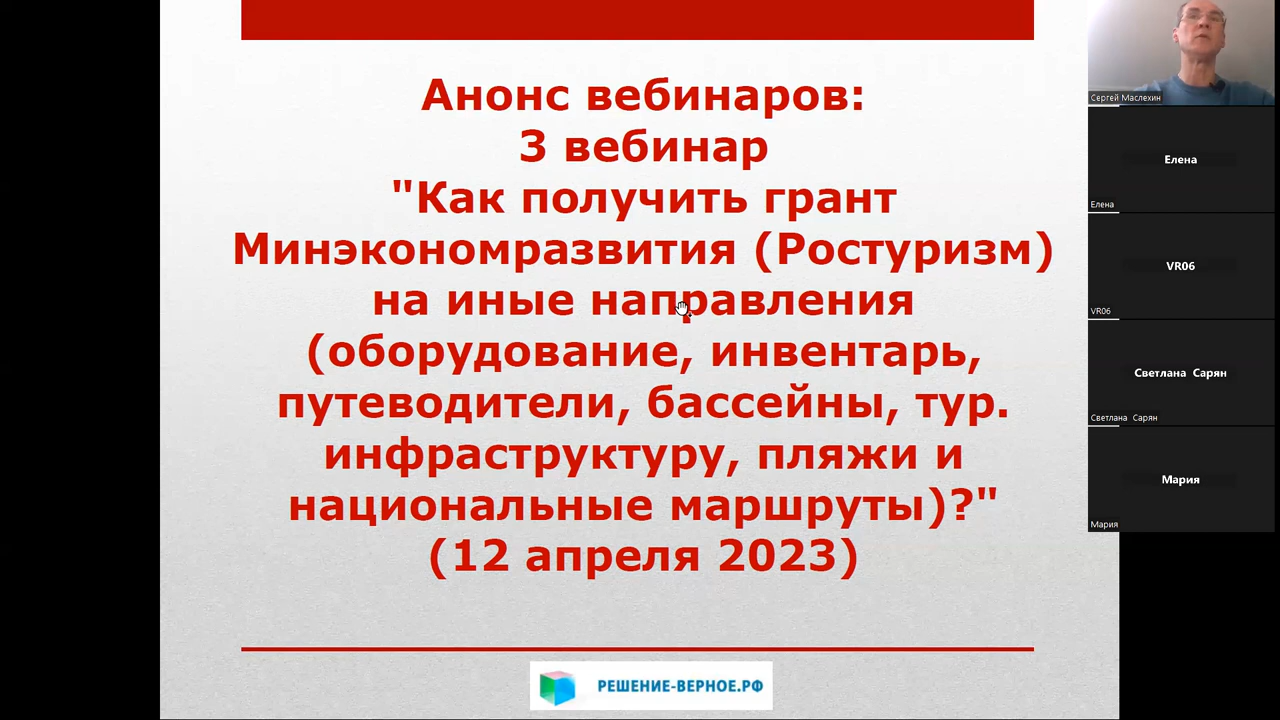 Анонс вебинаров:
3 вебинар
"Как получить грант
Минэкономразвития (Ростуризм)
на иные направления
(оборудование, инвентарь,
путеводители, бассейны, тур.
инфраструктуру, пляжи и
национальные маршруты)?"
(12 апреля 2023)
РЕШЕНИЕ-ВЕРНОЕ.РФ
Сергей Маслехин
Елена
Елена
VR06
VR06
Светлана Сарян
Светлана Сарян
Мария
Мария